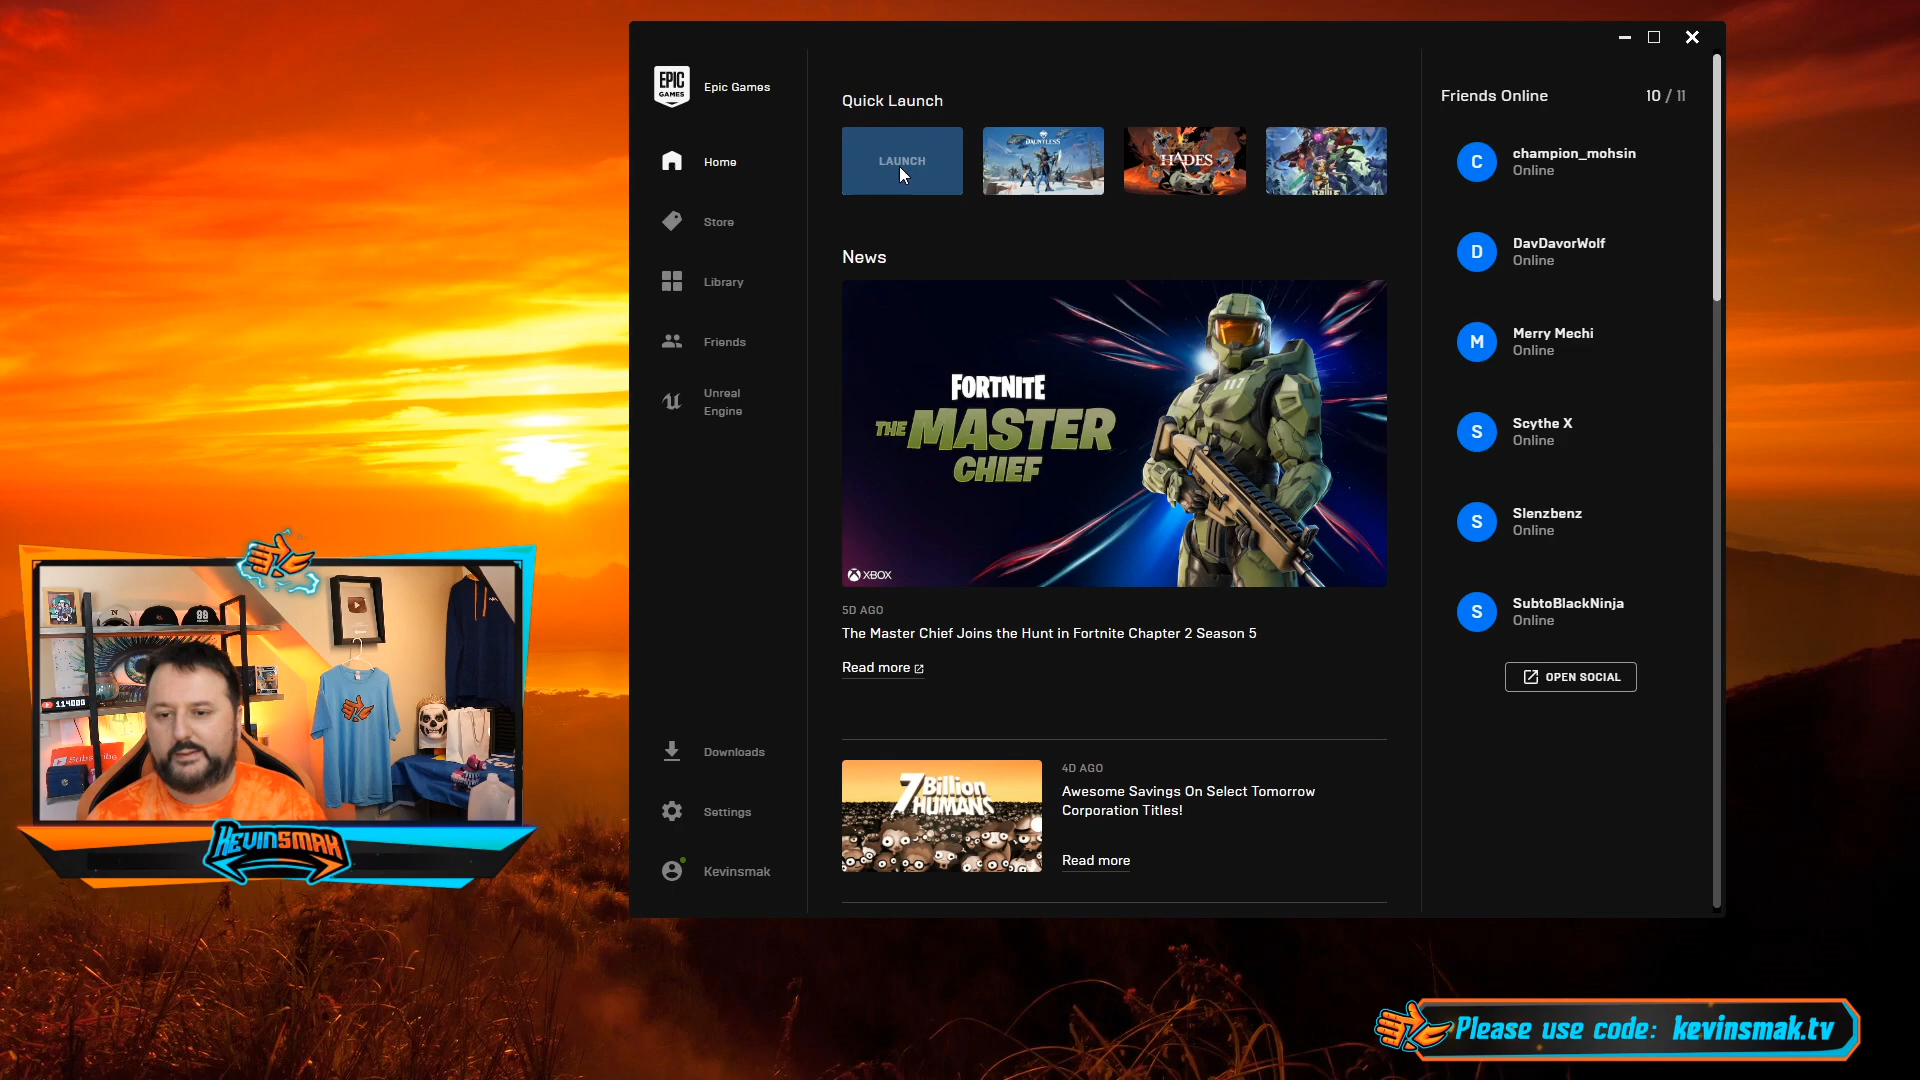 EPIC
GAMES
Epic Games
Home
Store
Library
Friends
Unreal
Engine
Downloads
Settings
Kevinsmak
Quick Launch
LAUNCH
DAUNTLESS
HADES
News
FORTNITE
THE MASTER
CHIEF
117
XBOX
5D AGO
The Master Chief Joins the Hunt in Fortnite Chapter 2 Season 5
Read more
7 Billion
HUMANS
4D AGO
Awesome Savings On Select Tomorrow
Corporation Titles!
Read more
Friends Online
10 / 11
C
champion_mohsin
Online
D
DavDavorWolf
Online
M
Merry Mechi
Online
S
Scythe X
Online
S
Slenzbenz
Online
S
SubtoBlackNinja
Online
OPEN SOCIAL
114000
Subscribe
KEVINSMAK
Please use code: kevinsmak.tv